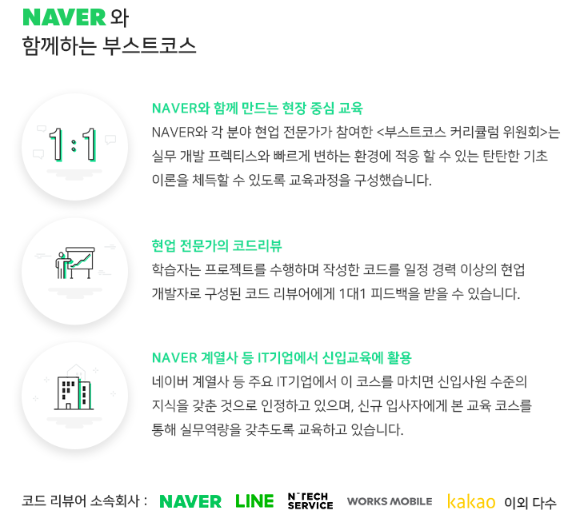 NAVER 와
함께하는 부스트코스
1:1
NAVER와 함께 만드는 현장 중심 교육
NAVER와 각 분야 현업 전문가가 참여한 <부스트코스 커리큘럼 위원회>는
실무 개발 프렉티스와 빠르게 변하는 환경에 적응 할 수 있는 탄탄한 기초
이론을 체득할 수 있도록 교육과정을 구성했습니다.
현업 전문가의 코드리뷰
학습자는 프로젝트를 수행하며 작성한 코드를 일정 경력 이상의 현업
개발자로 구성된 코드 리뷰어에게 1대1 피드백을 받을 수 있습니다.
NAVER 계열사 등 IT기업에서 신입교육에 활용
네이버 계열사 등 주요 IT기업에서 이 코스를 마치면 신입사원 수준의
지식을 갖춘 것으로 인정하고 있으며, 신규 입사자에게 본 교육 코스를
통해 실무역량을 갖추도록 교육하고 있습니다.
코드 리뷰어 소속회사 : NAVER LINE N TECH SERVICE WORKS MOBILE kakao 이외 다수